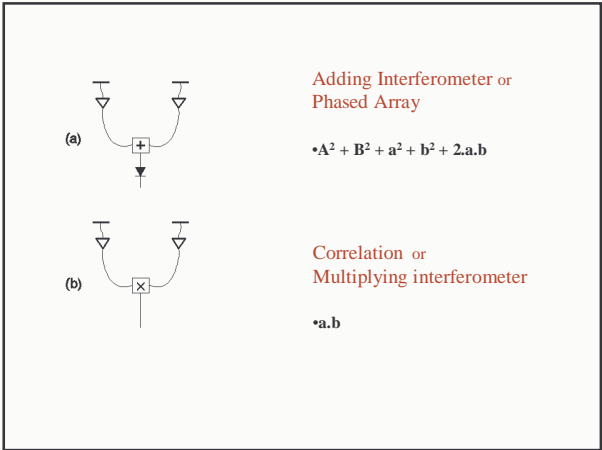 Adding Interferometer or
Phased Array
(a)
+
•A² + B² + a² + b² + 2.a.b
Correlation or
Multiplying interferometer
(b)
×
•a.b